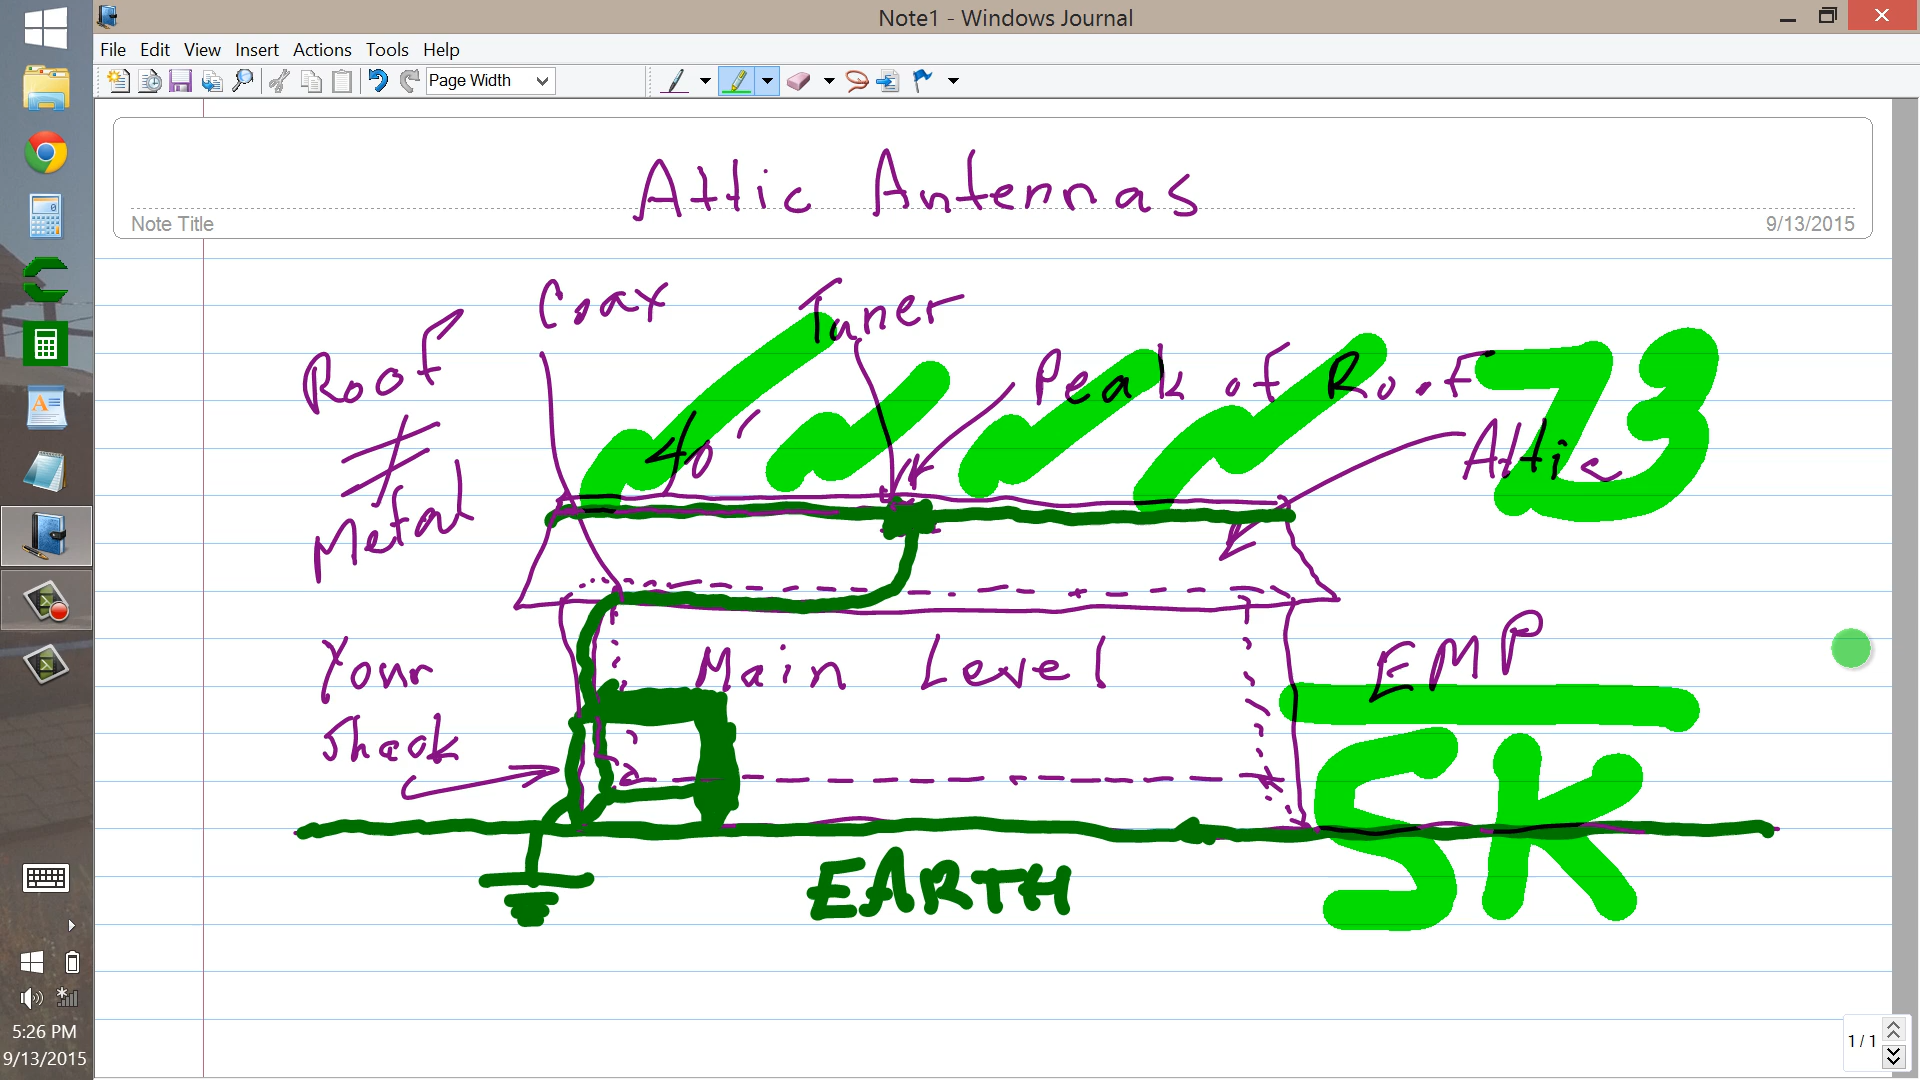 Note1 - Windows Journal
File Edit View Insert Actions Tools Help
Page Width
Attic Antennas
Note Title
9/13/2015
Coax
Tuner
Roof
≠
Metal
40'
Peak of Roof
73
Attic
Your
Shack
Main Level
EMP
SK
EARTH
5:26 PM
9/13/2015
1 / 1